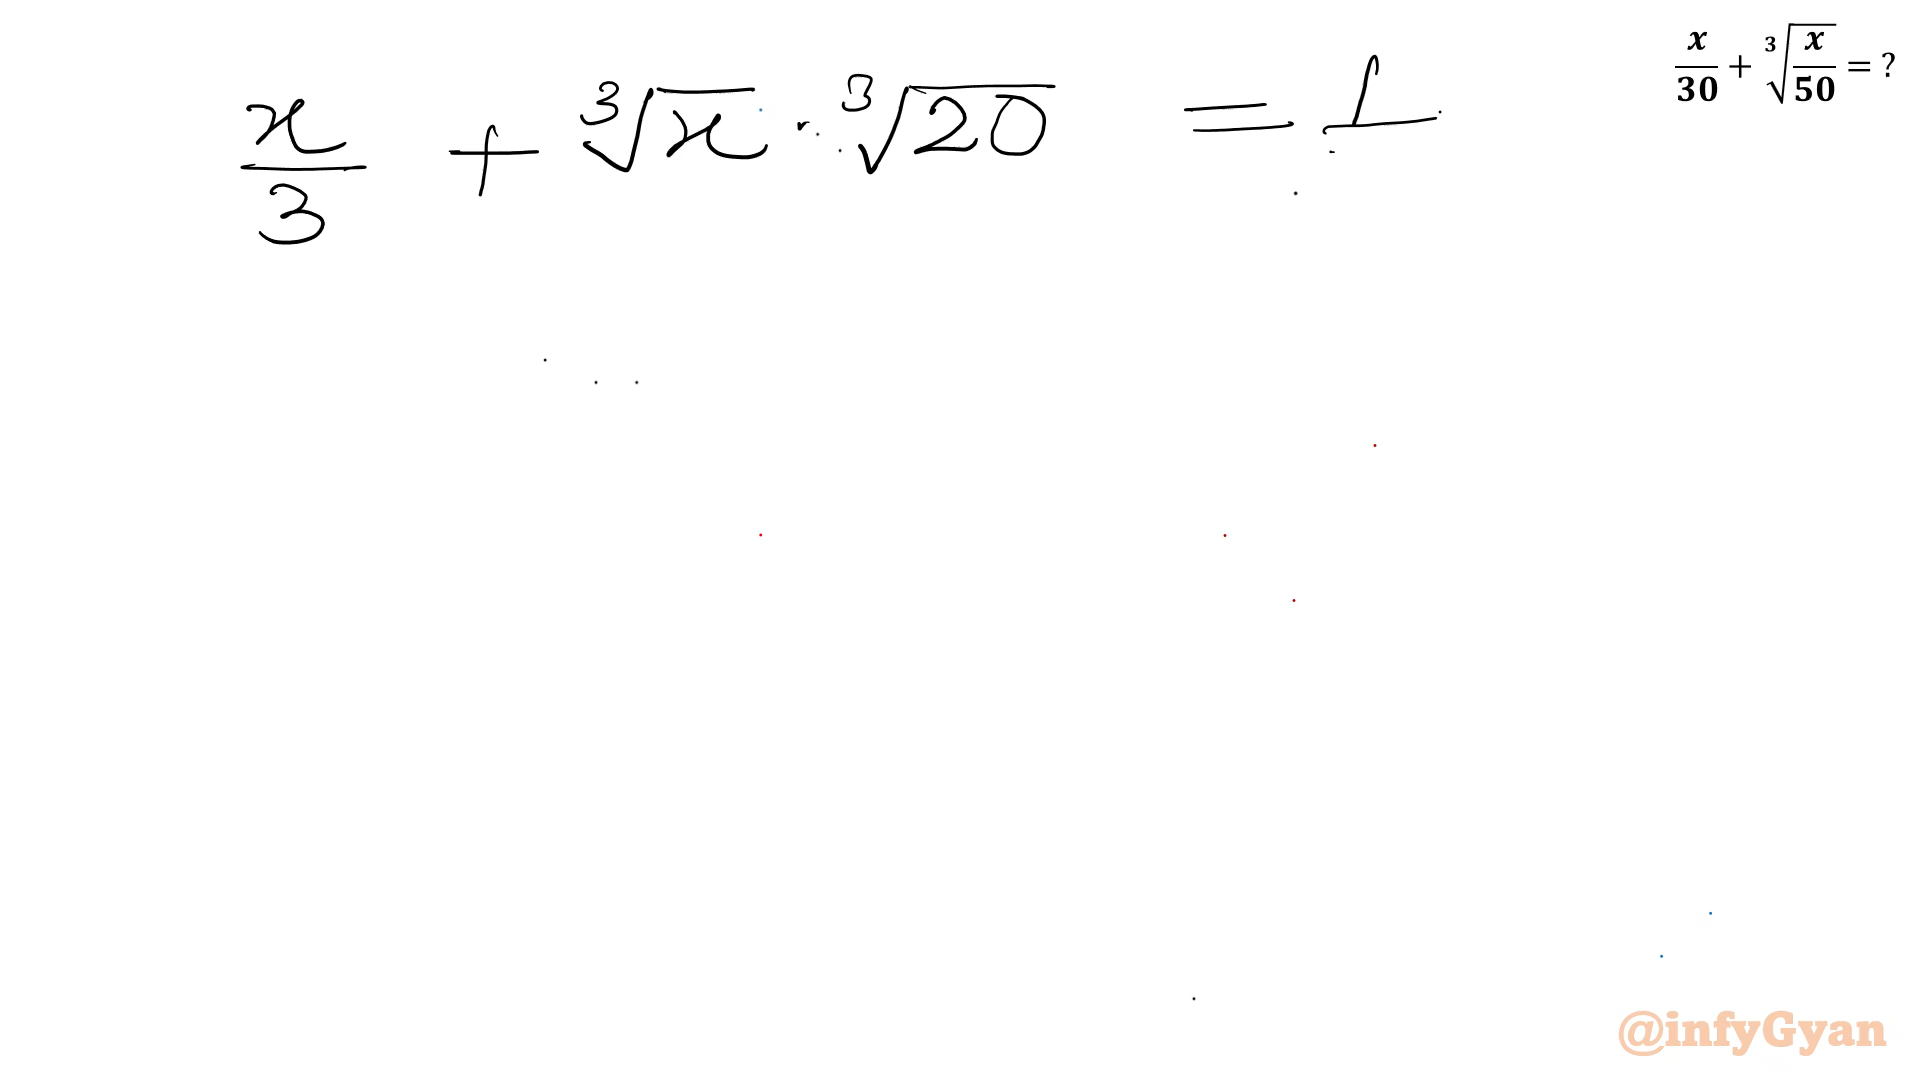 x/3 + ∛x · ∛20 = 1
x/30 + ∛(x/50) = ?
@infyGyan